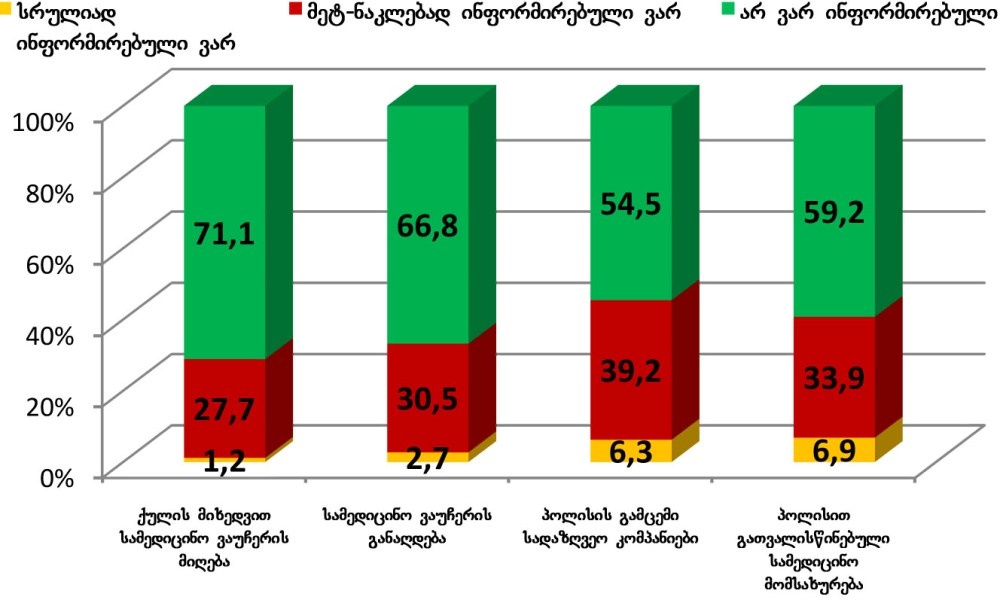 სრულიად
ინფორმირებული ვარ
მეტ-ნაკლებად ინფორმირებული ვარ
არ ვარ ინფორმირებული
100%
80%
60%
40%
20%
0%
71,1
27,7
1,2
66,8
30,5
2,7
54,5
39,2
6,3
59,2
33,9
6,9
ქულის მიხედვით
სამედიცინო ვაუჩერის
მიღება
სამედიცინო ვაუჩერის
განაღდება
პოლისის გამცემი
სადაზღვეო კომპანიები
პოლისით
გათვალისწინებული
სამედიცინო
მომსახურება